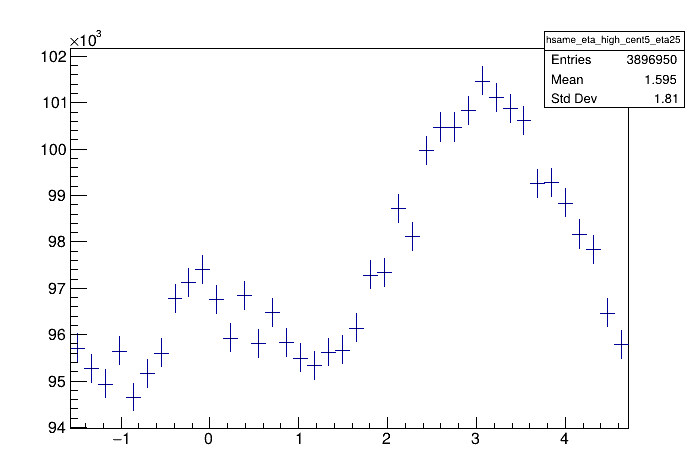 ×10³
hsame_eta_high_cent5_eta25
Entries 3896950
Mean 1.595
Std Dev 1.81
102
101
100
99
98
97
96
95
94
−1 0 1 2 3 4